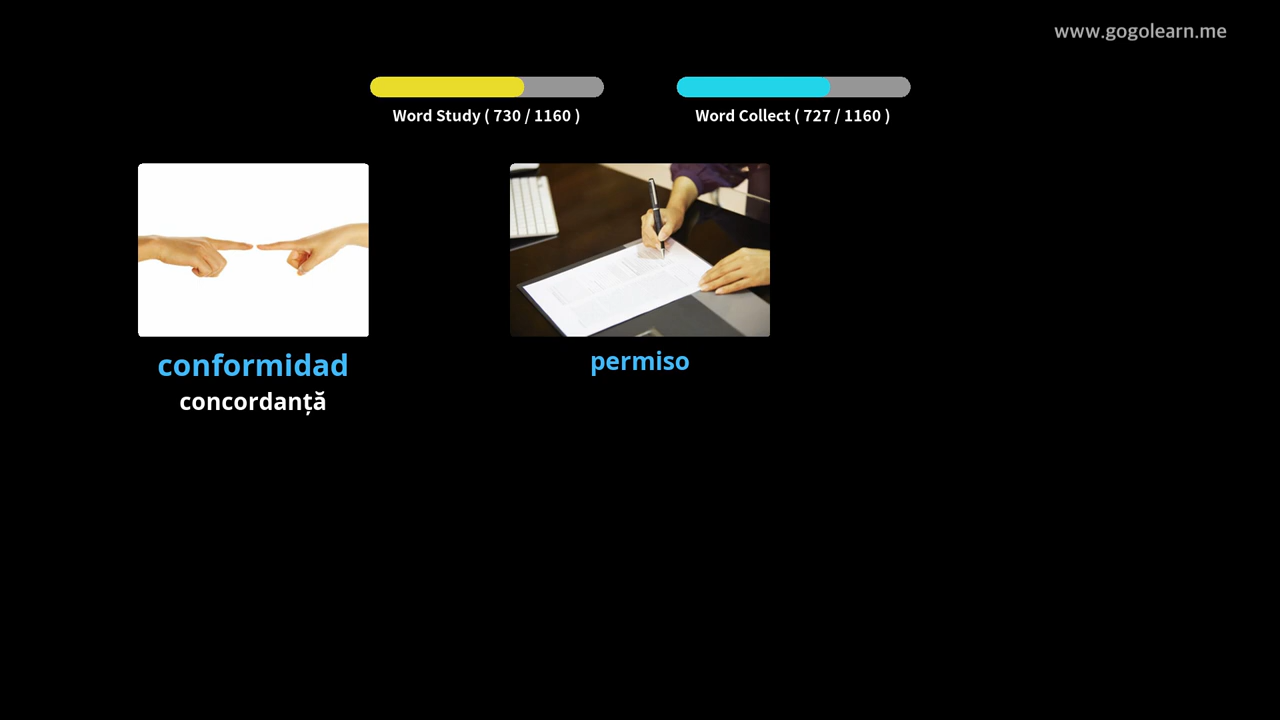 www.gogolearn.me
Word Study ( 730 / 1160 )
Word Collect ( 727 / 1160 )
conformidad
concordanță
permiso